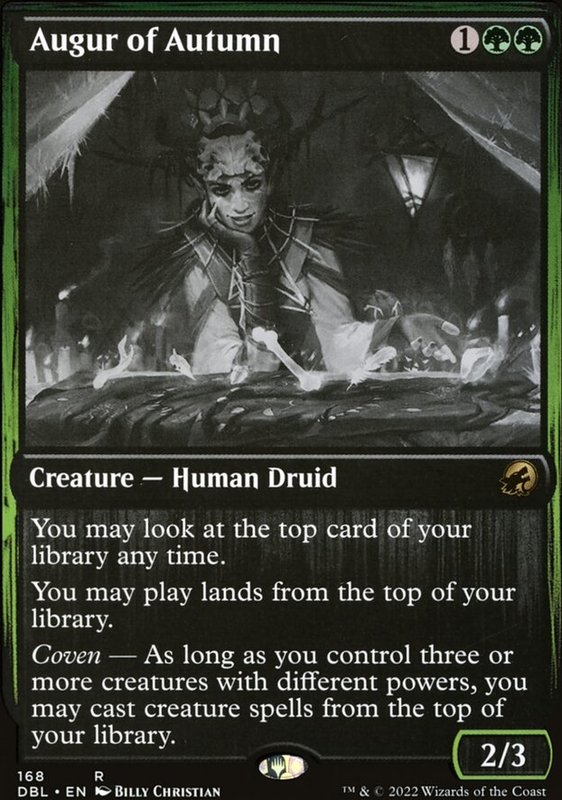 Augur of Autumn
1
Creature — Human Druid
You may look at the top card of your
library any time.
You may play lands from the top of your
library.
Coven — As long as you control three or
more creatures with different powers, you
may cast creature spells from the top of
your library.
2/3
168 R
DBL • EN BILLY CHRISTIAN
™ & © 2022 Wizards of the Coast